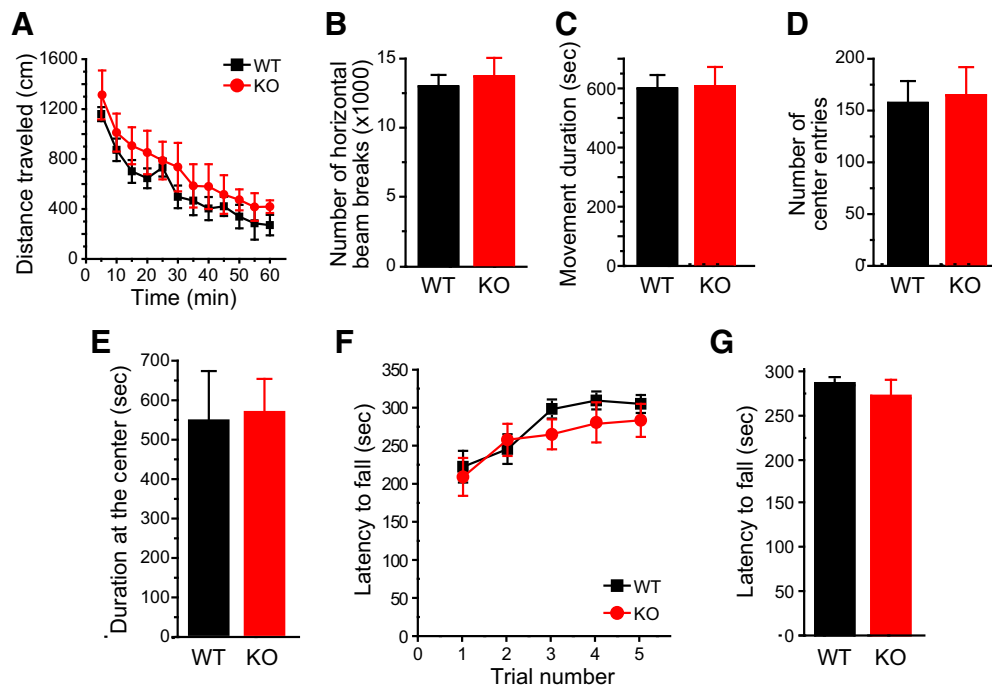 A
Distance traveled (cm)
1600
1200
800
400
0
0
10
20
30
40
50
60
Time (min)
WT
KO
B
Number of horizontal
beam breaks (x1000)
15
10
5
0
WT
KO
C
Movement duration (sec)
600
400
200
0
WT
KO
D
Number of
center entries
200
150
100
50
0
WT
KO
E
Duration at the center (sec)
700
600
500
400
300
200
100
0
WT
KO
F
Latency to fall (sec)
350
300
250
200
150
100
50
0
0
1
2
3
4
5
Trial number
WT
KO
G
Latency to fall (sec)
300
250
200
150
100
50
0
WT
KO